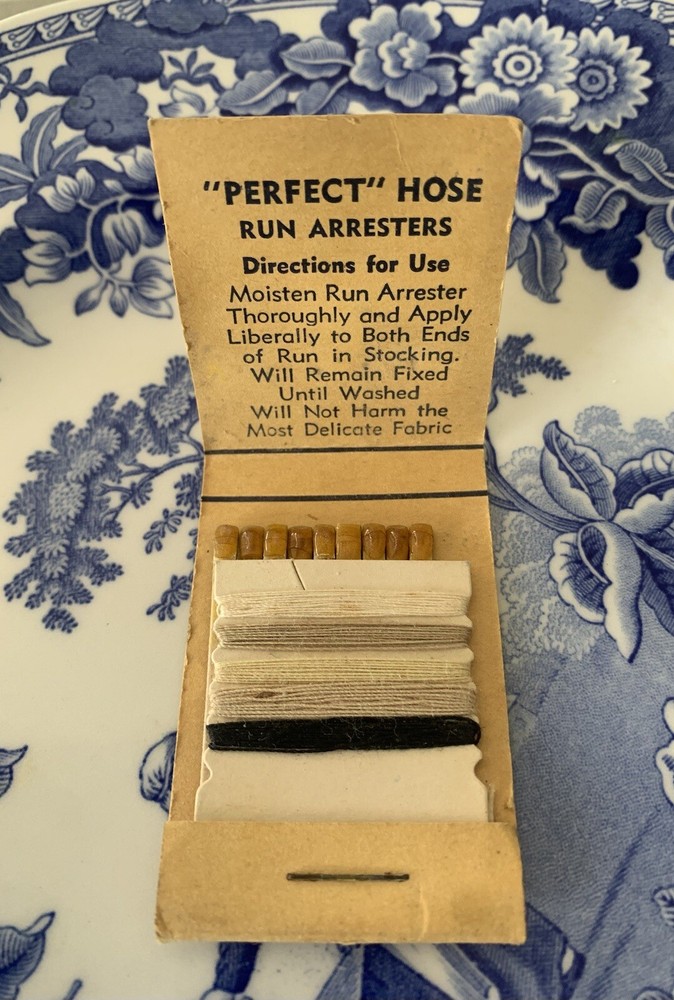 "PERFECT" HOSE
RUN ARRESTERS
Directions for Use
Moisten Run Arrester
Thoroughly and Apply
Liberally to Both Ends
of Run in Stocking.
Will Remain Fixed
Until Washed
Will Not Harm the
Most Delicate Fabric